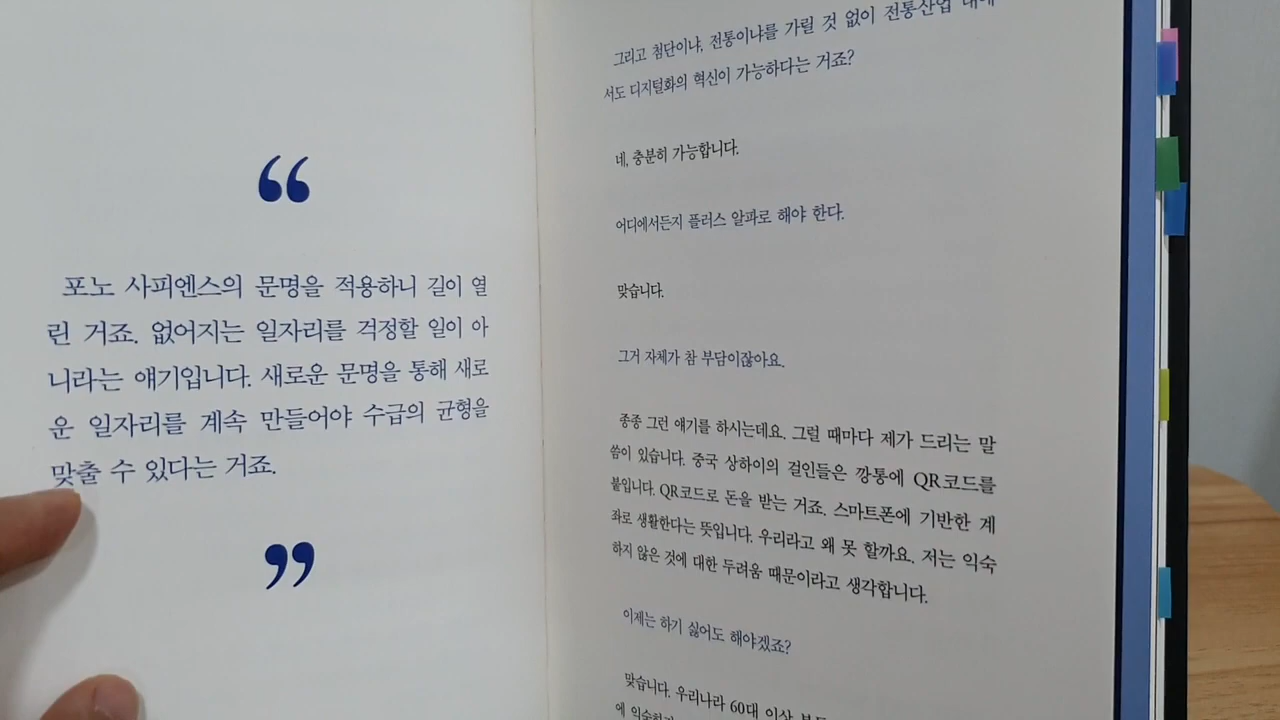 “
포노 사피엔스의 문명을 적용하니 길이 열
린 거죠. 없어지는 일자리를 걱정할 일이 아
니라는 얘기입니다. 새로운 문명을 통해 새로
운 일자리를 계속 만들어야 수급의 균형을
맞출 수 있다는 거죠.
”
그리고 첨단이냐, 전통이냐를 가릴 것 없이 전통산업
서도 디지털화의 혁신이 가능하다는 거죠?
네, 충분히 가능합니다.
어디에서든지 플러스 알파로 해야 한다.
맞습니다.
그거 자체가 참 부담이잖아요.
종종 그런 얘기를 하시는데요. 그럴 때마다 제가 드리는 말
씀이 있습니다. 중국 상하이의 걸인들은 깡통에 QR코드를
붙입니다. QR코드로 돈을 받는 거죠. 스마트폰에 기반한 계
좌로 생활한다는 뜻입니다. 우리라고 왜 못 할까요. 저는 익숙
하지 않은 것에 대한 두려움 때문이라고 생각합니다.
이제는 하기 싫어도 해야겠죠?
맞습니다. 우리나라 60대 이상